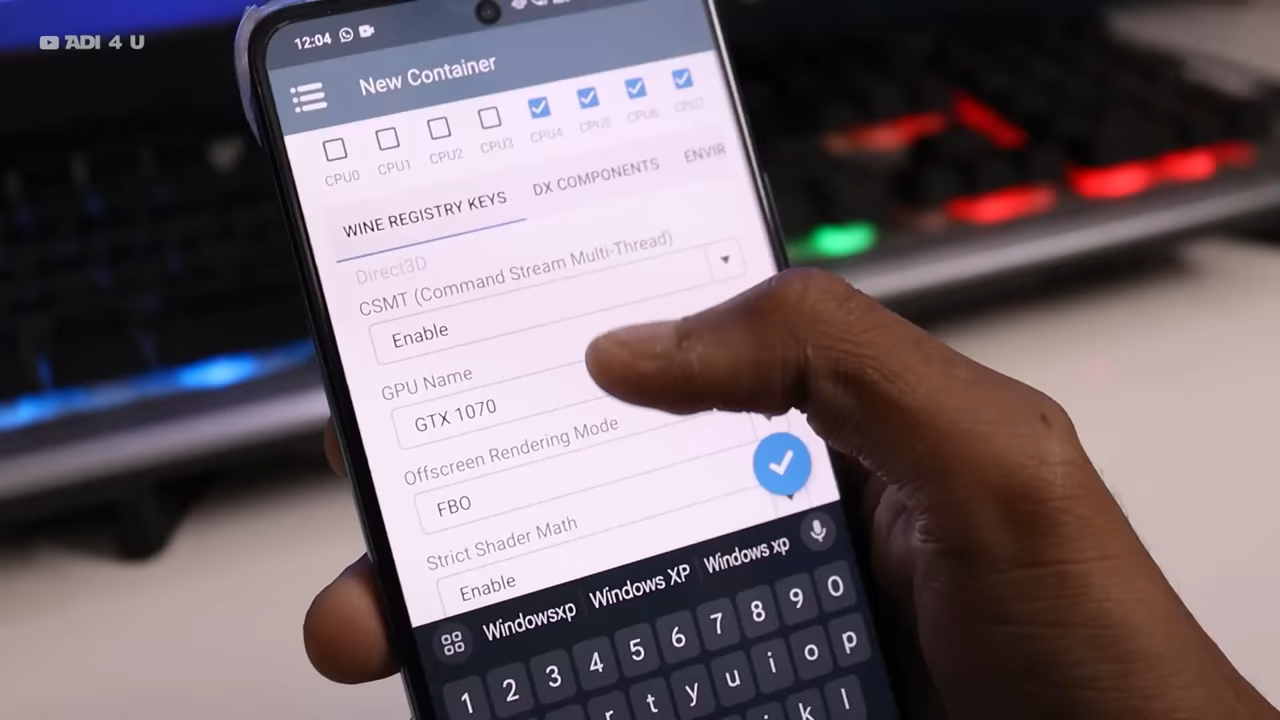 ADI 4 U
12:04
New Container
CPU0 CPU1 CPU2 CPU3 CPU4 CPU5 CPU6 CPU7
WINE REGISTRY KEYS DX COMPONENTS ENVIR
Direct3D
CSMT (Command Stream Multi-Thread)
Enable
GPU Name
GTX 1070
Offscreen Rendering Mode
FBO
Strict Shader Math
Enable
Windowsxp Windows XP Windows xp
1 2 3 4 5 6 7 8 9 0
r t y u i o p
k l